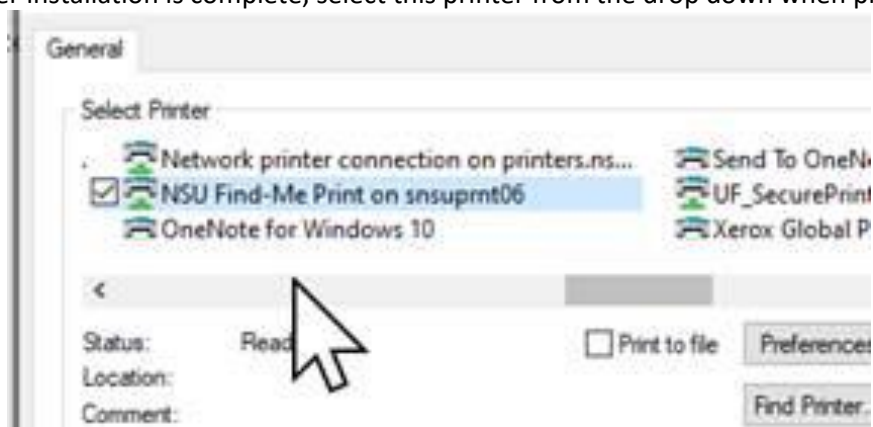 er installation is complete, select this printer from the drop down when p
General
Select Printer
Network printer connection on printers.ns... Send To OneN
NSU Find-Me Print on snsuprnt06 UF_SecurePrint
OneNote for Windows 10 Xerox Global P
Status: Read Print to file Preferences
Location:
Comment: Find Printer..